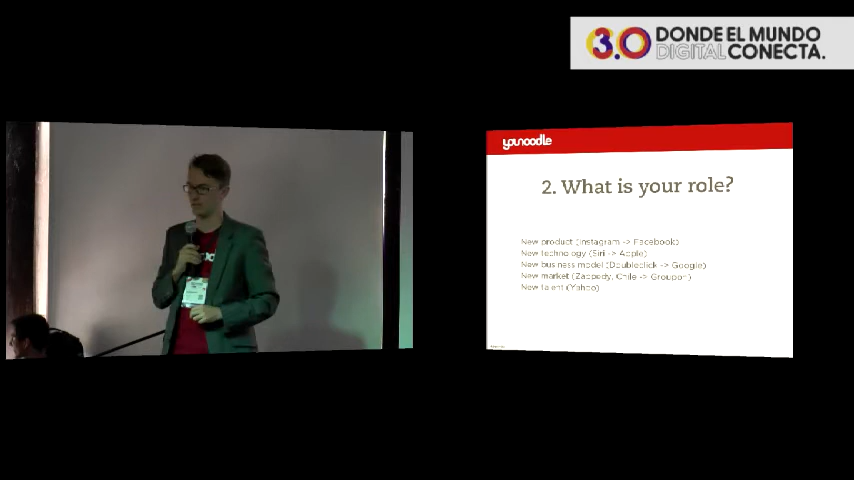 3.0 DONDE EL MUNDO
DIGITAL CONECTA.
younoodle
2. What is your role?
New product (Instagram -> Facebook)
New technology (Siri -> Apple)
New business model (Doubleclick -> Google)
New market (Zappedy, Chile -> Groupon)
New talent (Yahoo)